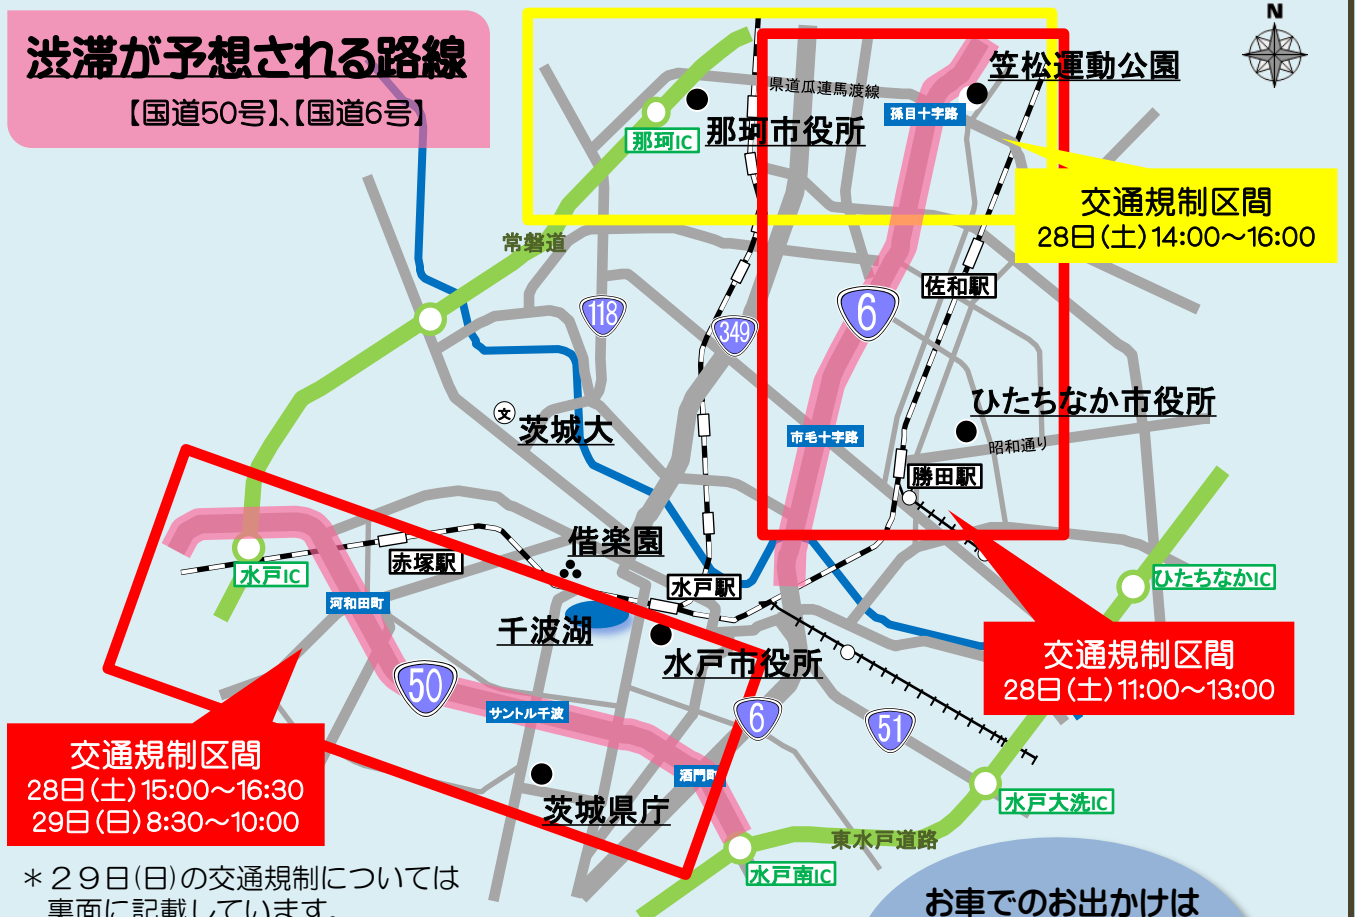 渋滞が予想される路線
【国道50号】、【国道6号】
N
笠松運動公園
県道瓜連馬渡線
孫目十字路
那珂IC
那珂市役所
交通規制区間
28日(土)14:00～16:00
常磐道
佐和駅
118
349
6
ひたちなか市役所
文
茨城大
市毛十字路
昭和通り
勝田駅
偕楽園
赤塚駅
水戸IC
水戸駅
ひたちなかIC
河和田町
千波湖
水戸市役所
交通規制区間
28日(土)11:00～13:00
50
サントル千波
6
51
交通規制区間
28日(土)15:00～16:30
29日(日)8:30～10:00
酒門町
茨城県庁
水戸大洗IC
東水戸道路
水戸南IC
＊２９日(日)の交通規制については
裏面に記載しています。
お車でのお出かけは